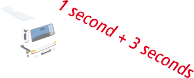 1 second + 3 seconds